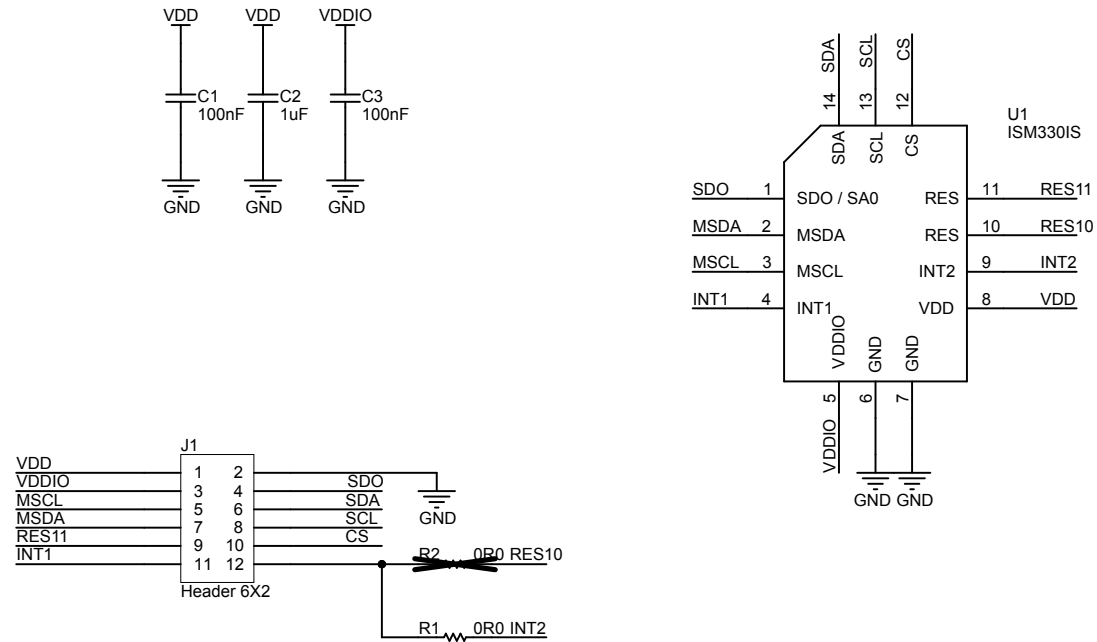 VDD VDD VDDIO
C1 C2 C3
100nF 1uF 100nF
GND GND GND
SDA SCL CS
14 13 12
U1
ISM330IS
SDA SCL CS
SDO 1 SDO / SA0 RES 11 RES11
MSDA 2 MSDA RES 10 RES10
MSCL 3 MSCL INT2 9 INT2
INT1 4 INT1 VDD 8 VDD
VDDIO GND GND
5 6 7
VDDIO
GND GND
J1
VDD 1 2
VDDIO 3 4 SDO
MSCL 5 6 SDA
GND
MSDA 7 8 SCL
RES11 9 10 CS
INT1 11 12 R2 0R0 RES10
Header 6X2
R1 0R0 INT2